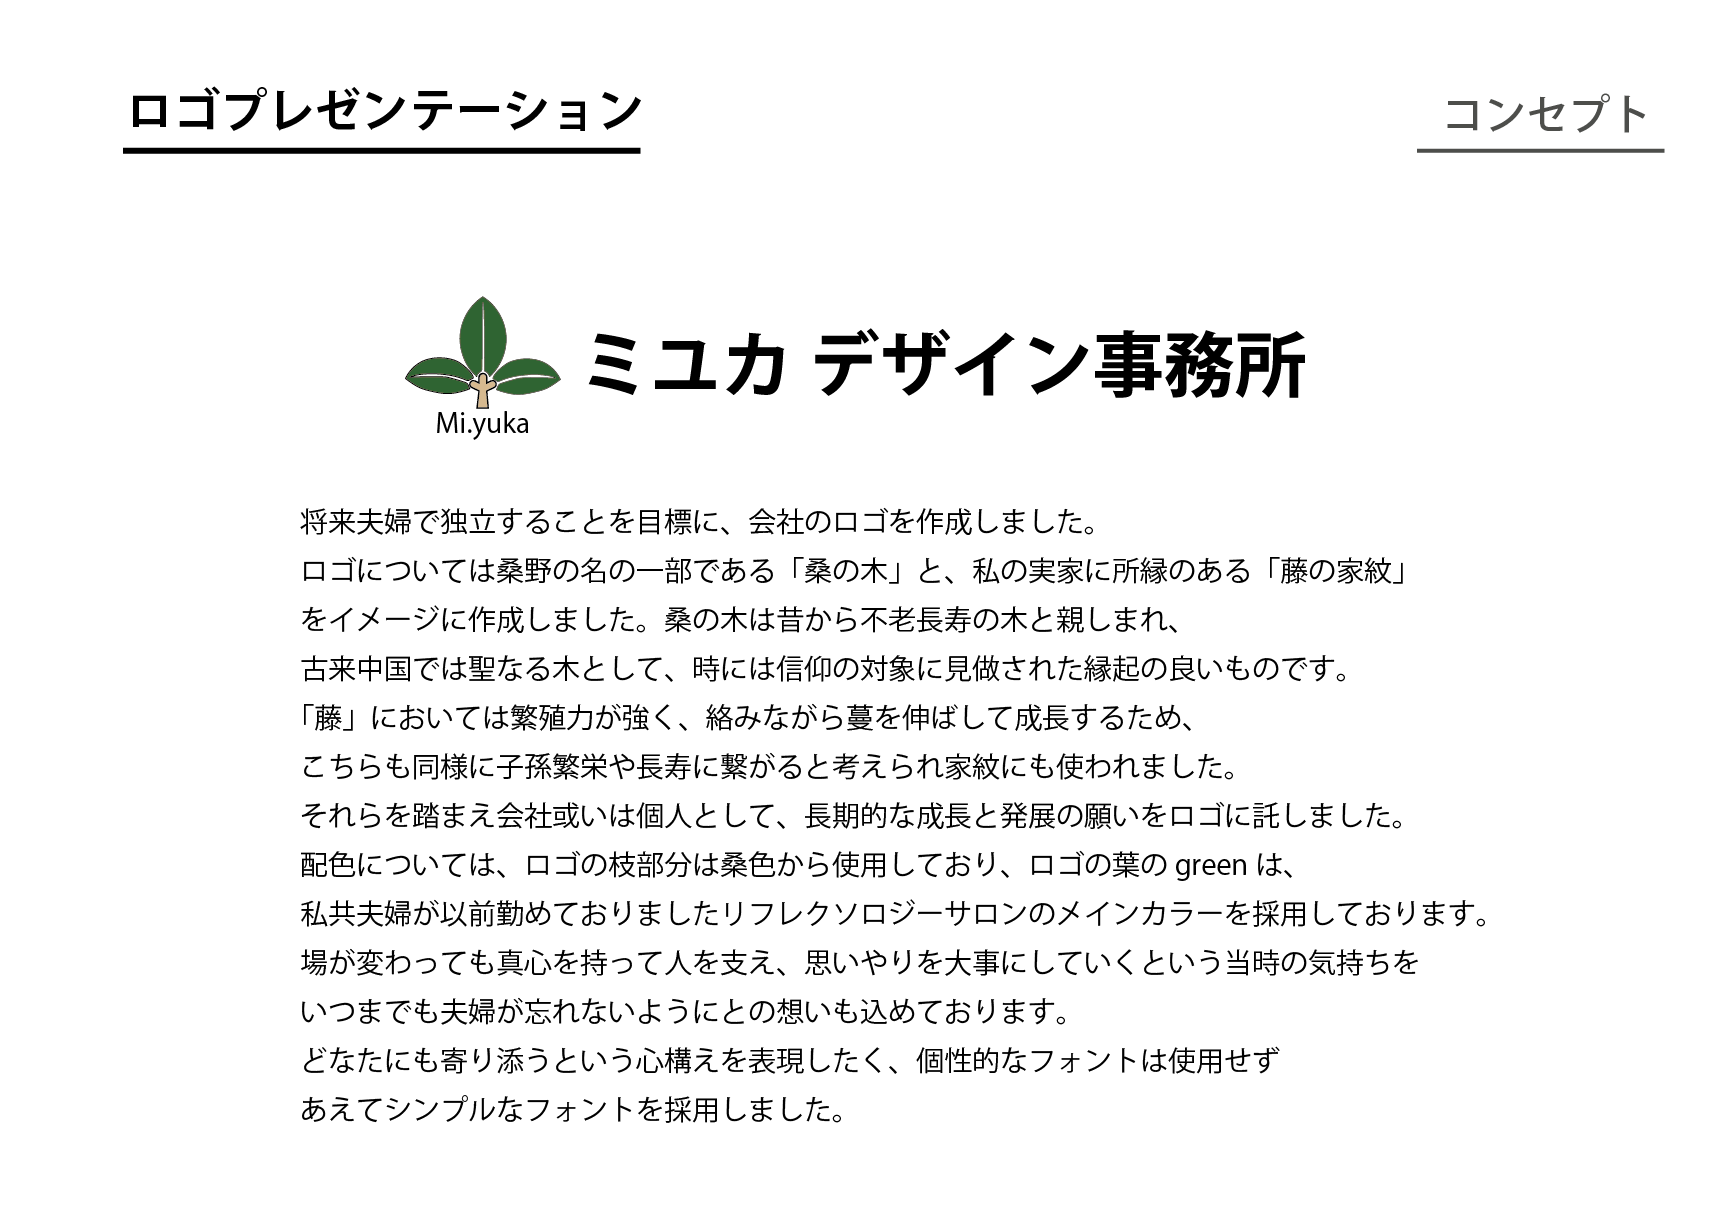 ロゴプレゼンテーション
コンセプト
ミユカ デザイン事務所
Mi.yuka
将来夫婦で独立することを目標に、会社のロゴを作成しました。
ロゴについては桑野の名の一部である「桑の木」と、私の実家に所縁のある「藤の家紋」
をイメージに作成しました。桑の木は昔から不老長寿の木と親しまれ、
古来中国では聖なる木として、時には信仰の対象に見做された縁起の良いものです。
「藤」においては繁殖力が強く、絡みながら蔓を伸ばして成長するため、
こちらも同様に子孫繁栄や長寿に繋がると考えられ家紋にも使われました。
それらを踏まえ会社或いは個人として、長期的な成長と発展の願いをロゴに託しました。
配色については、ロゴの枝部分は桑色から使用しており、ロゴの葉の green は、
私共夫婦が以前勤めておりましたリフレクソロジーサロンのメインカラーを採用しております。
場が変わっても真心を持って人を支え、思いやりを大事にしていくという当時の気持ちを
いつまでも夫婦が忘れないようにとの想いも込めております。
どなたにも寄り添うという心構えを表現したく、個性的なフォントは使用せず
あえてシンプルなフォントを採用しました。